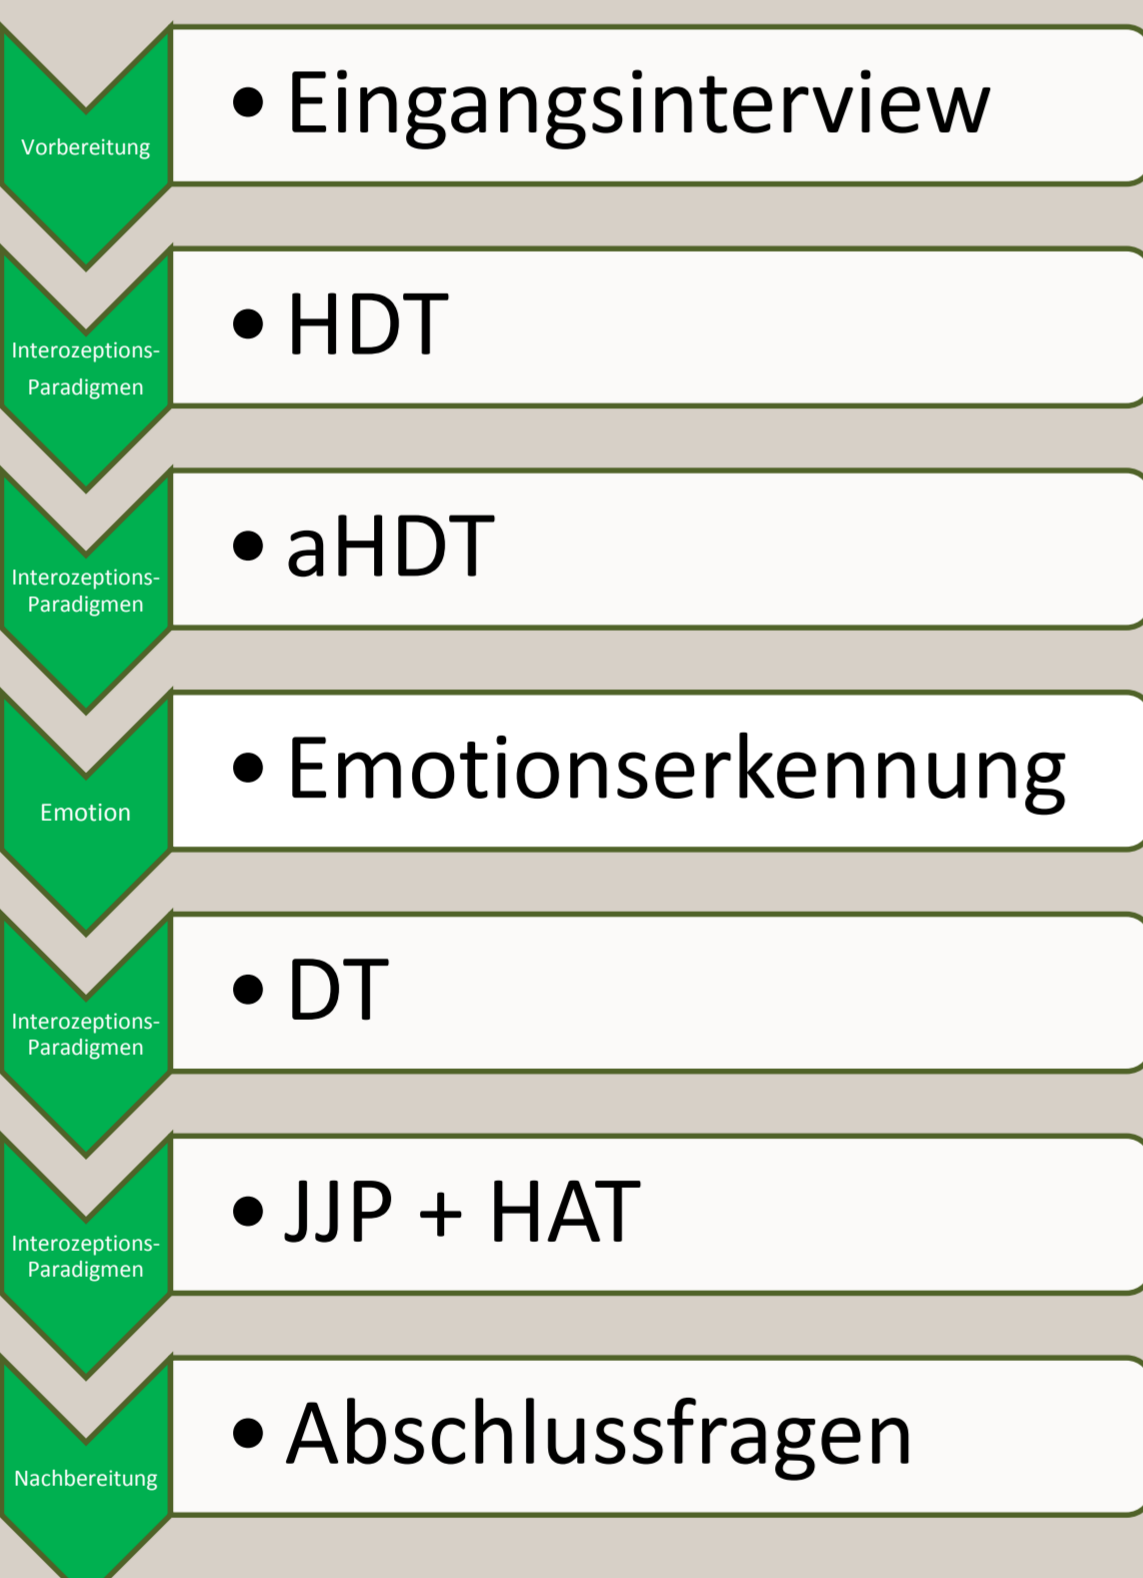 Vorbereitung
• Eingangsinterview
Interozeptions-
Paradigmen
• HDT
Interozeptions-
Paradigmen
• aHDT
Emotion
• Emotionserkennung
Interozeptions-
Paradigmen
• DT
Interozeptions-
Paradigmen
• JJP + HAT
Nachbereitung
• Abschlussfragen